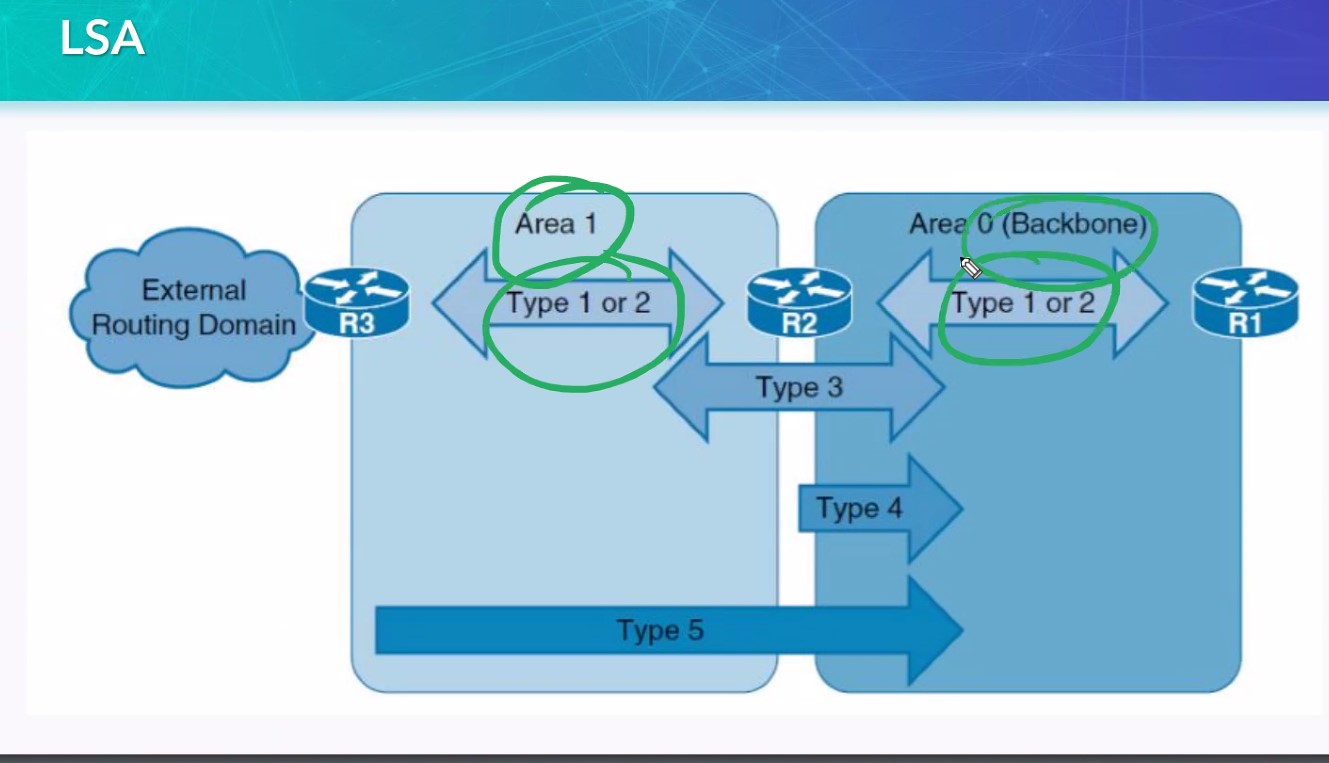 LSA
Area 1
Area 0 (Backbone)
External
Routing Domain
R3
Type 1 or 2
R2
Type 1 or 2
R1
Type 3
Type 4
Type 5